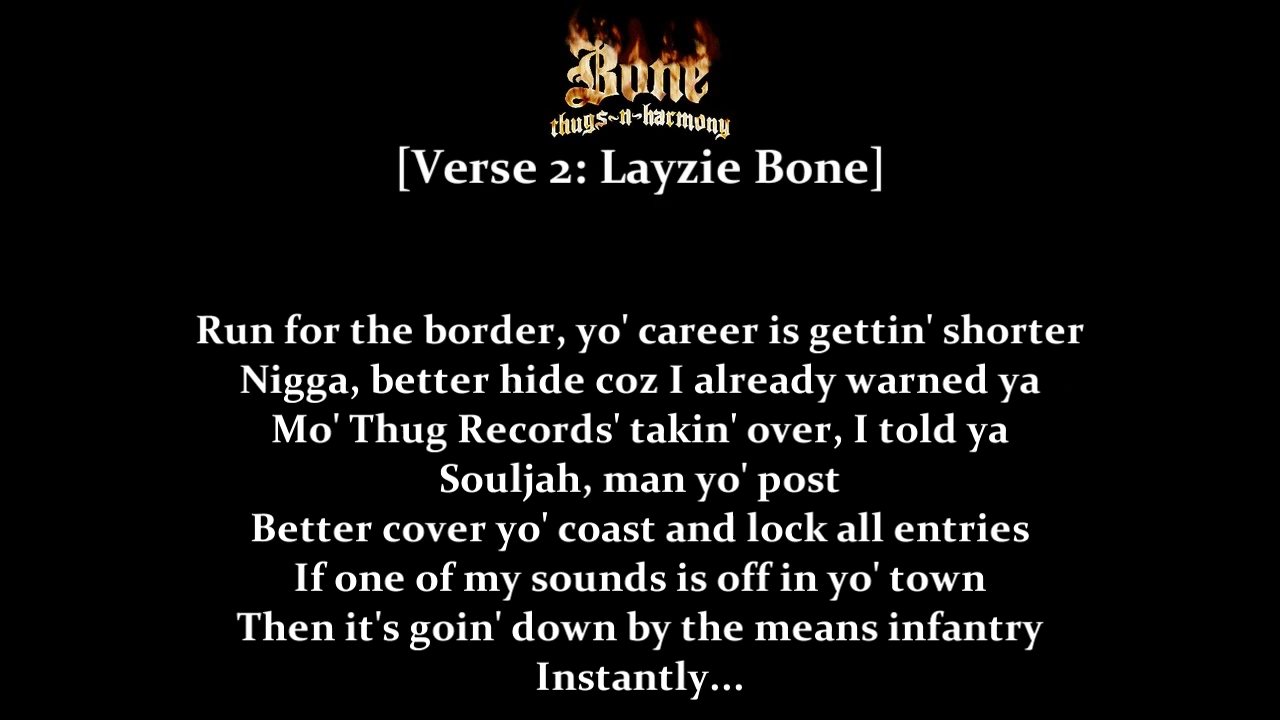 Bone
thugs~n~harmony
[Verse 2: Layzie Bone]
Run for the border, yo' career is gettin' shorter
Nigga, better hide coz I already warned ya
Mo' Thug Records' takin' over, I told ya
Souljah, man yo' post
Better cover yo' coast and lock all entries
If one of my sounds is off in yo' town
Then it's goin' down by the means infantry
Instantly...